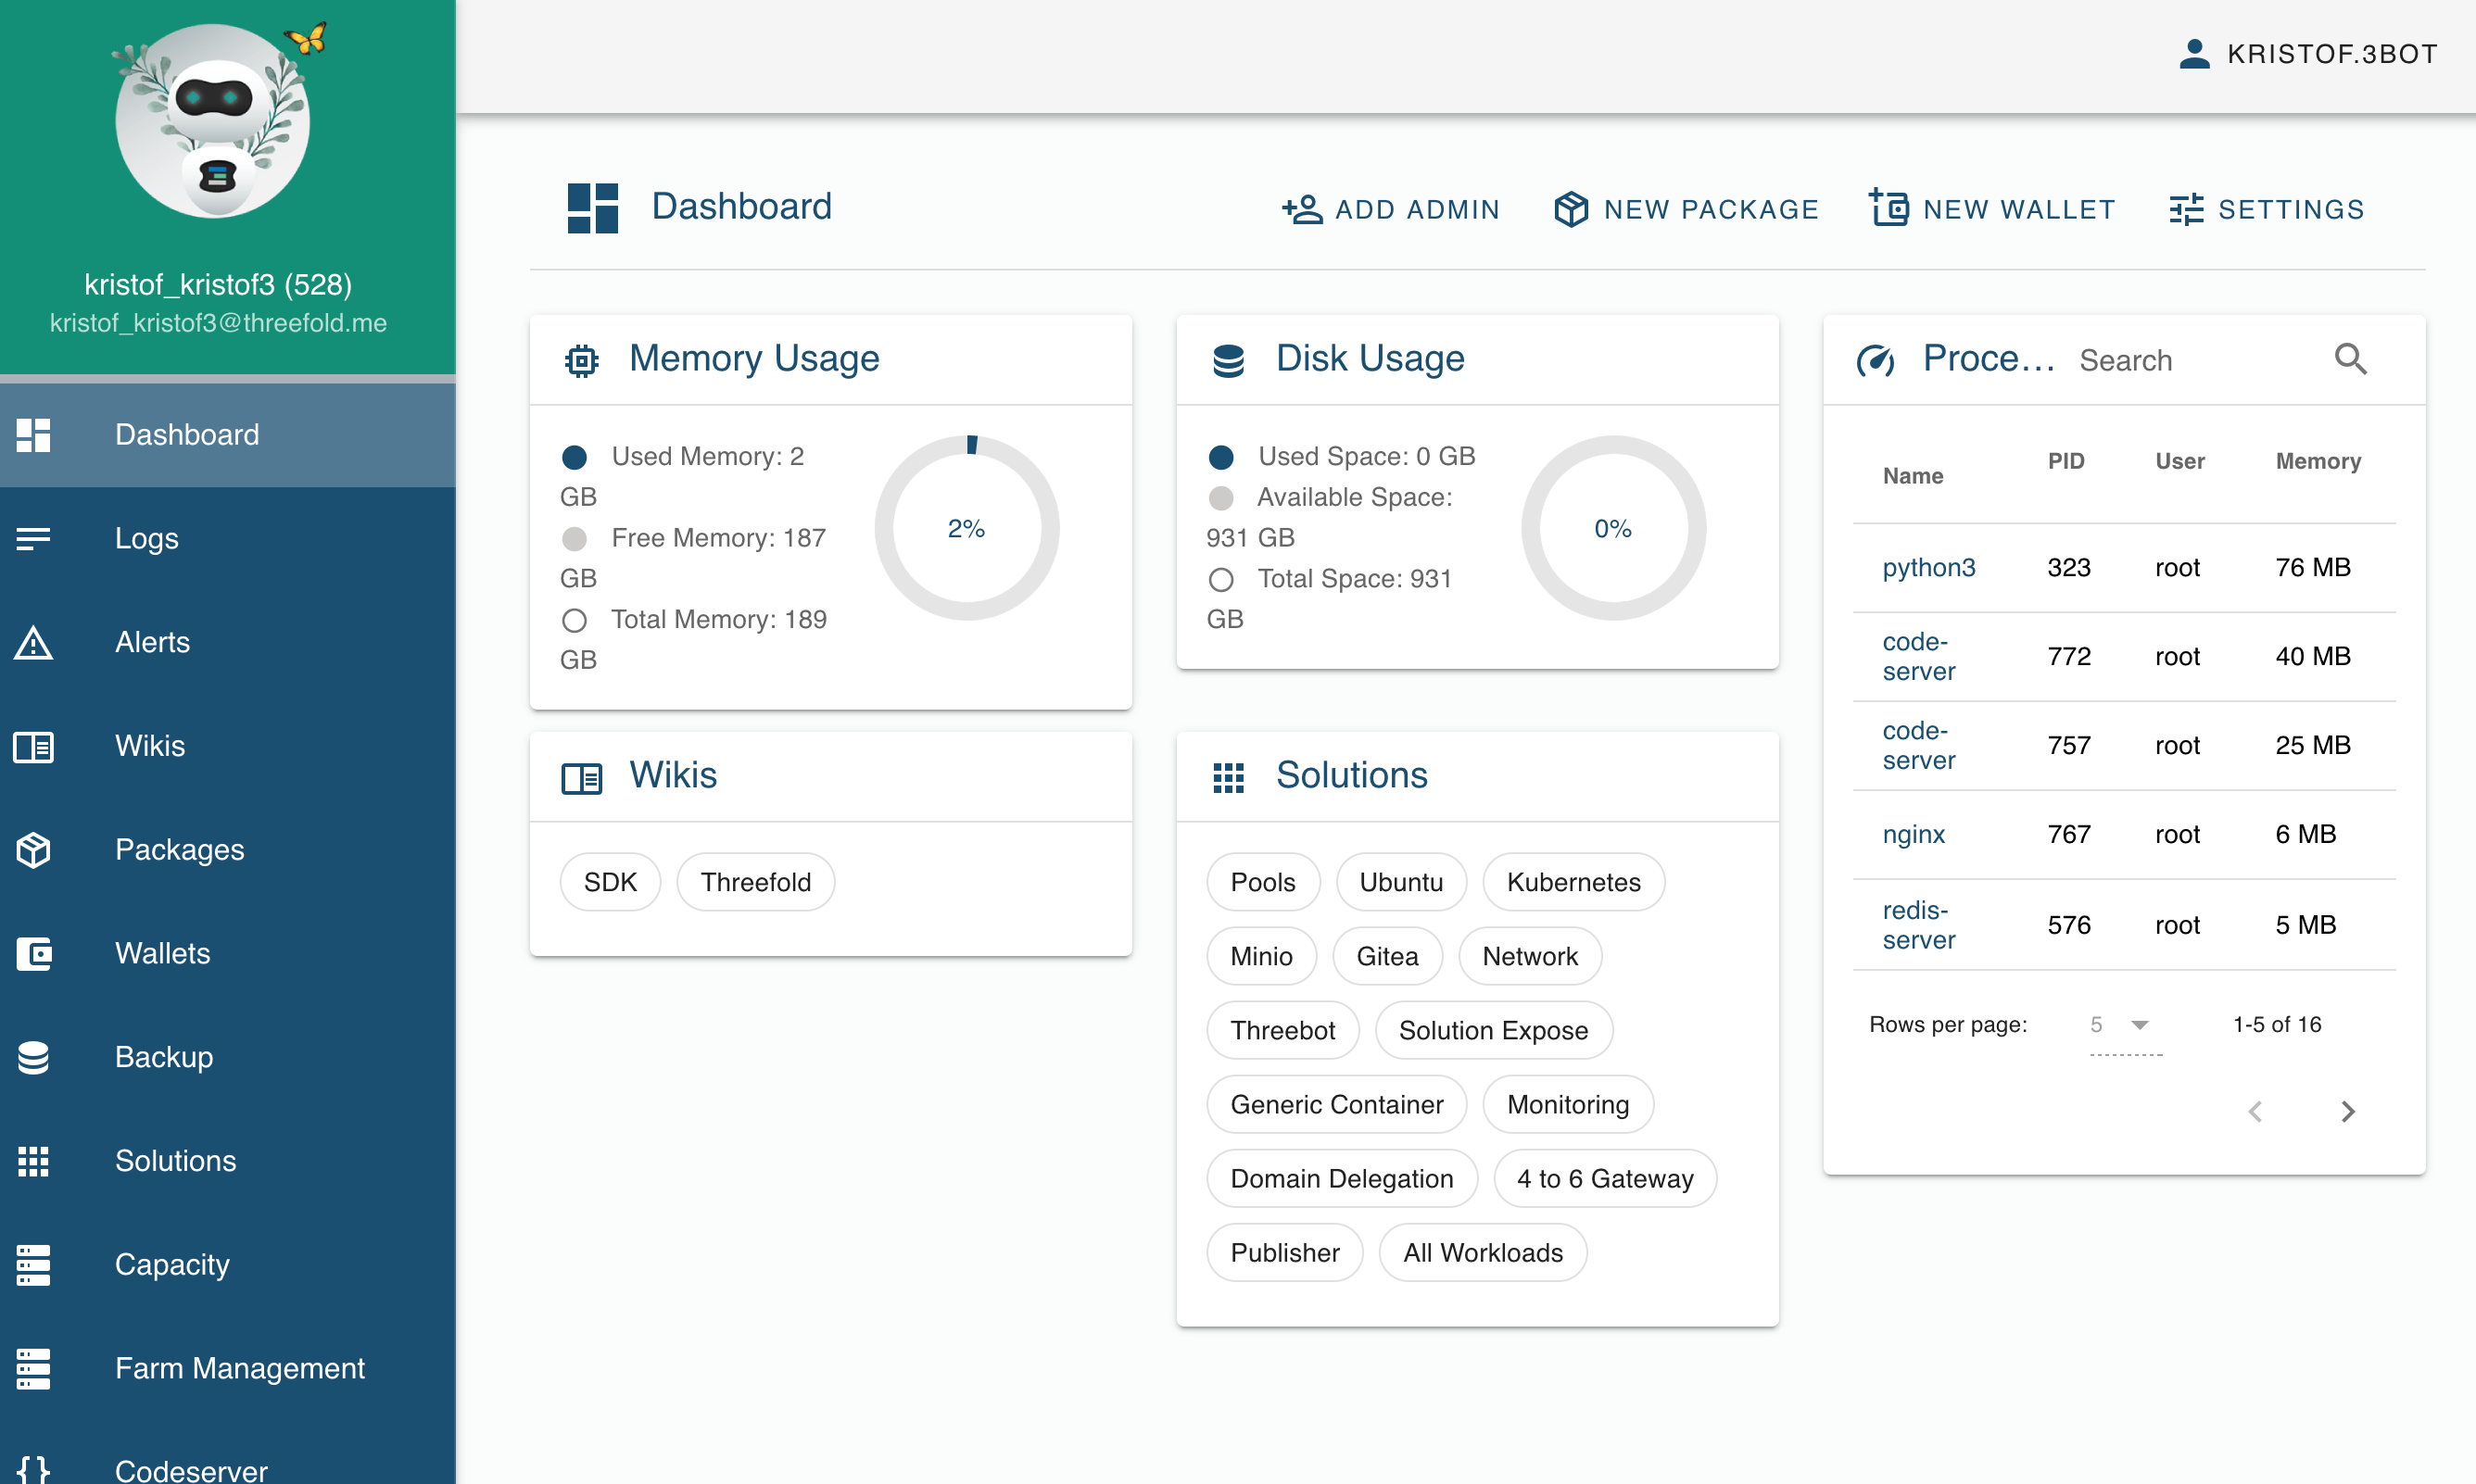 KRISTOF.3BOT
kristof_kristof3 (528)
kristof_kristof3@threefold.me
Dashboard
Logs
Alerts
Wikis
Packages
Wallets
Backup
Solutions
Capacity
Farm Management
Codeserver
Dashboard
ADD ADMIN
NEW PACKAGE
NEW WALLET
SETTINGS
Memory Usage
Used Memory: 2
GB
Free Memory: 187
GB
Total Memory: 189
GB
2%
Disk Usage
Used Space: 0 GB
Available Space:
931 GB
Total Space: 931
GB
0%
Proce... Search
Name PID User Memory
python3 323 root 76 MB
code-
server 772 root 40 MB
code-
server 757 root 25 MB
nginx 767 root 6 MB
redis-
server 576 root 5 MB
Rows per page: 5 1-5 of 16
Wikis
SDK Threefold
Solutions
Pools Ubuntu Kubernetes
Minio Gitea Network
Threebot Solution Expose
Generic Container Monitoring
Domain Delegation 4 to 6 Gateway
Publisher All Workloads